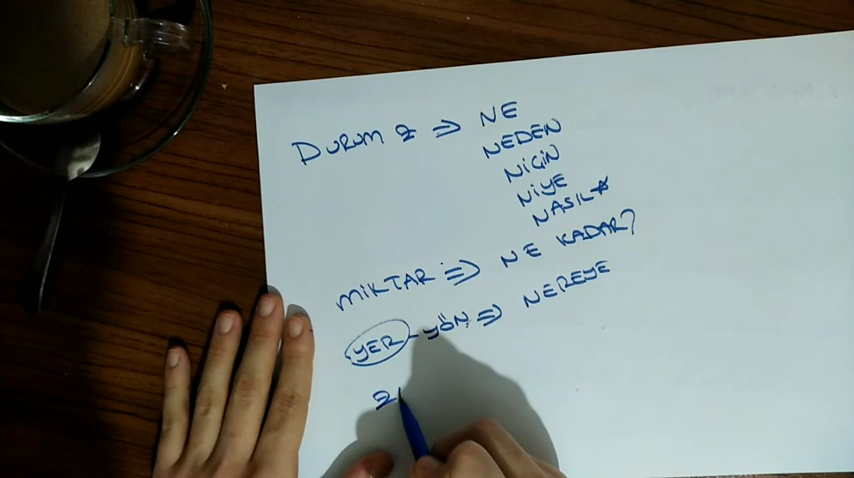 DURUM Z ⇒ NE
NEDEN
NİÇİN
NİYE
NASIL ☆
MİKTAR ⇒ NE KADAR?
YER - YÖN ⇒ NEREYE
Z